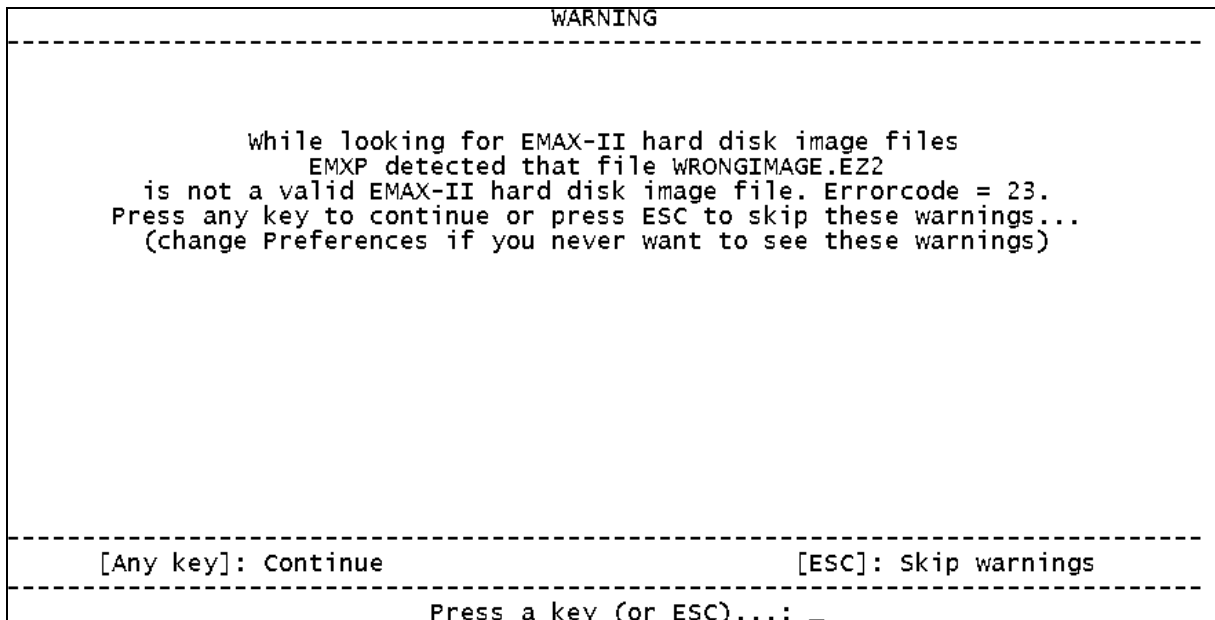 WARNING
--------------------------------------------------------------------------------
While looking for EMAX-II hard disk image files
EMXP detected that file WRONGIMAGE.EZ2
is not a valid EMAX-II hard disk image file. Errorcode = 23.
Press any key to continue or press ESC to skip these warnings...
(change Preferences if you never want to see these warnings)
--------------------------------------------------------------------------------
[Any key]: Continue [ESC]: Skip warnings
--------------------------------------------------------------------------------
Press a key (or ESC)...: _